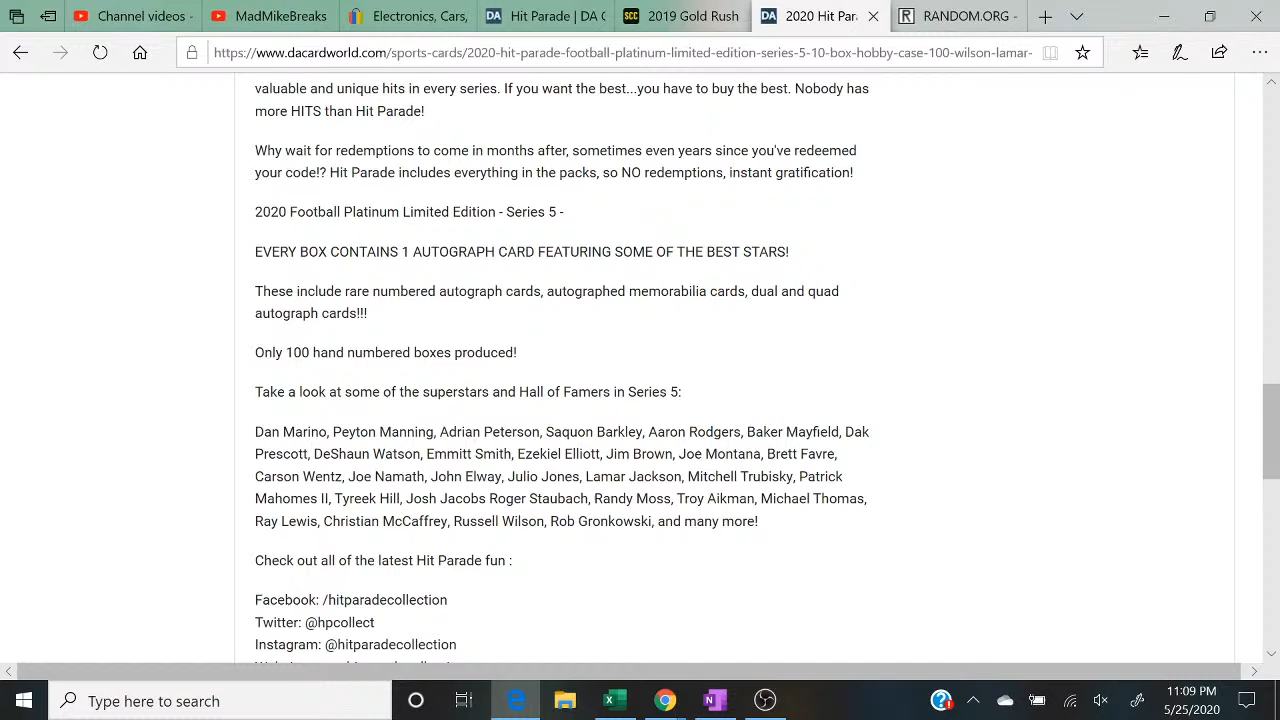 Channel videos -
MadMikeBreaks
Electronics, Cars,
DA
Hit Parade | DA C
SCC
2019 Gold Rush
DA
2020 Hit Par
R
RANDOM.ORG -
https://www.dacardworld.com/sports-cards/2020-hit-parade-football-platinum-limited-edition-series-5-10-box-hobby-case-100-wilson-lamar-
valuable and unique hits in every series. If you want the best...you have to buy the best. Nobody has
more HITS than Hit Parade!
Why wait for redemptions to come in months after, sometimes even years since you've redeemed
your code!? Hit Parade includes everything in the packs, so NO redemptions, instant gratification!
2020 Football Platinum Limited Edition - Series 5 -
EVERY BOX CONTAINS 1 AUTOGRAPH CARD FEATURING SOME OF THE BEST STARS!
These include rare numbered autograph cards, autographed memorabilia cards, dual and quad
autograph cards!!!
Only 100 hand numbered boxes produced!
Take a look at some of the superstars and Hall of Famers in Series 5:
Dan Marino, Peyton Manning, Adrian Peterson, Saquon Barkley, Aaron Rodgers, Baker Mayfield, Dak
Prescott, DeShaun Watson, Emmitt Smith, Ezekiel Elliott, Jim Brown, Joe Montana, Brett Favre,
Carson Wentz, Joe Namath, John Elway, Julio Jones, Lamar Jackson, Mitchell Trubisky, Patrick
Mahomes II, Tyreek Hill, Josh Jacobs Roger Staubach, Randy Moss, Troy Aikman, Michael Thomas,
Ray Lewis, Christian McCaffrey, Russell Wilson, Rob Gronkowski, and many more!
Check out all of the latest Hit Parade fun :
Facebook: /hitparadecollection
Twitter: @hpcollect
Instagram: @hitparadecollection
Type here to search
11:09 PM
5/25/2020